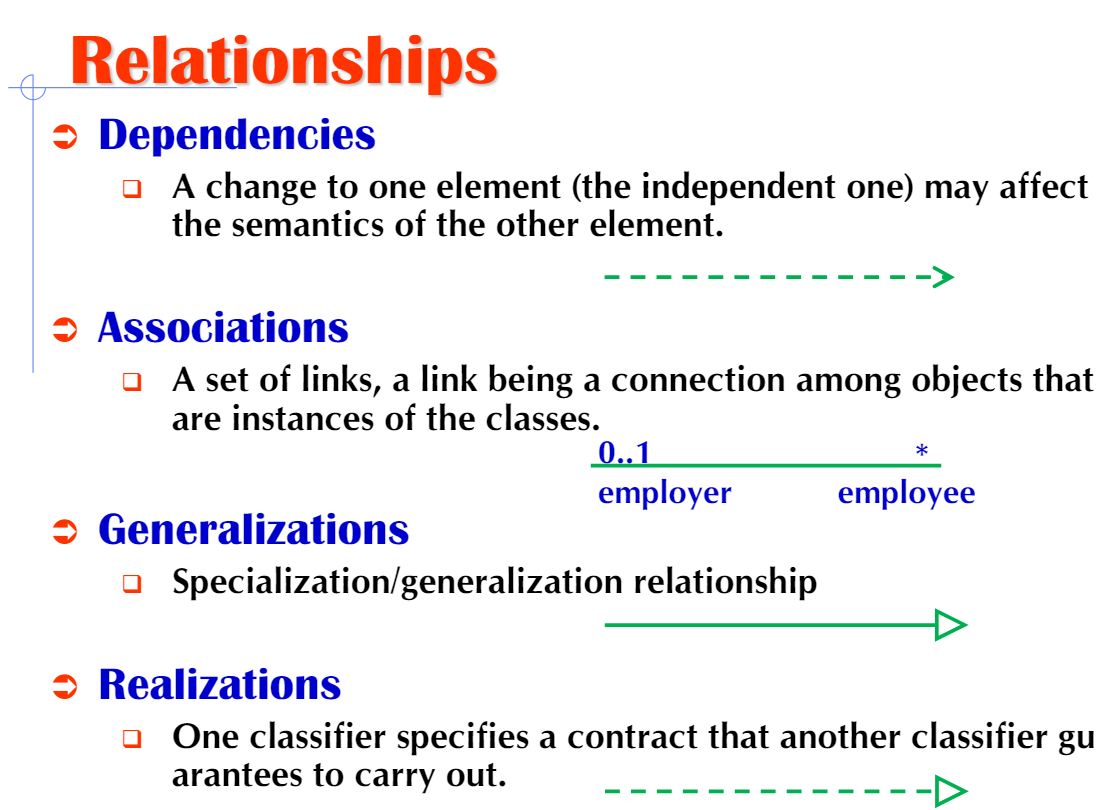 Relationships
Dependencies
A change to one element (the independent one) may affect
the semantics of the other element.
Associations
A set of links, a link being a connection among objects that
are instances of the classes.
0..1 *
employer employee
Generalizations
Specialization/generalization relationship
Realizations
One classifier specifies a contract that another classifier gu
arantees to carry out.